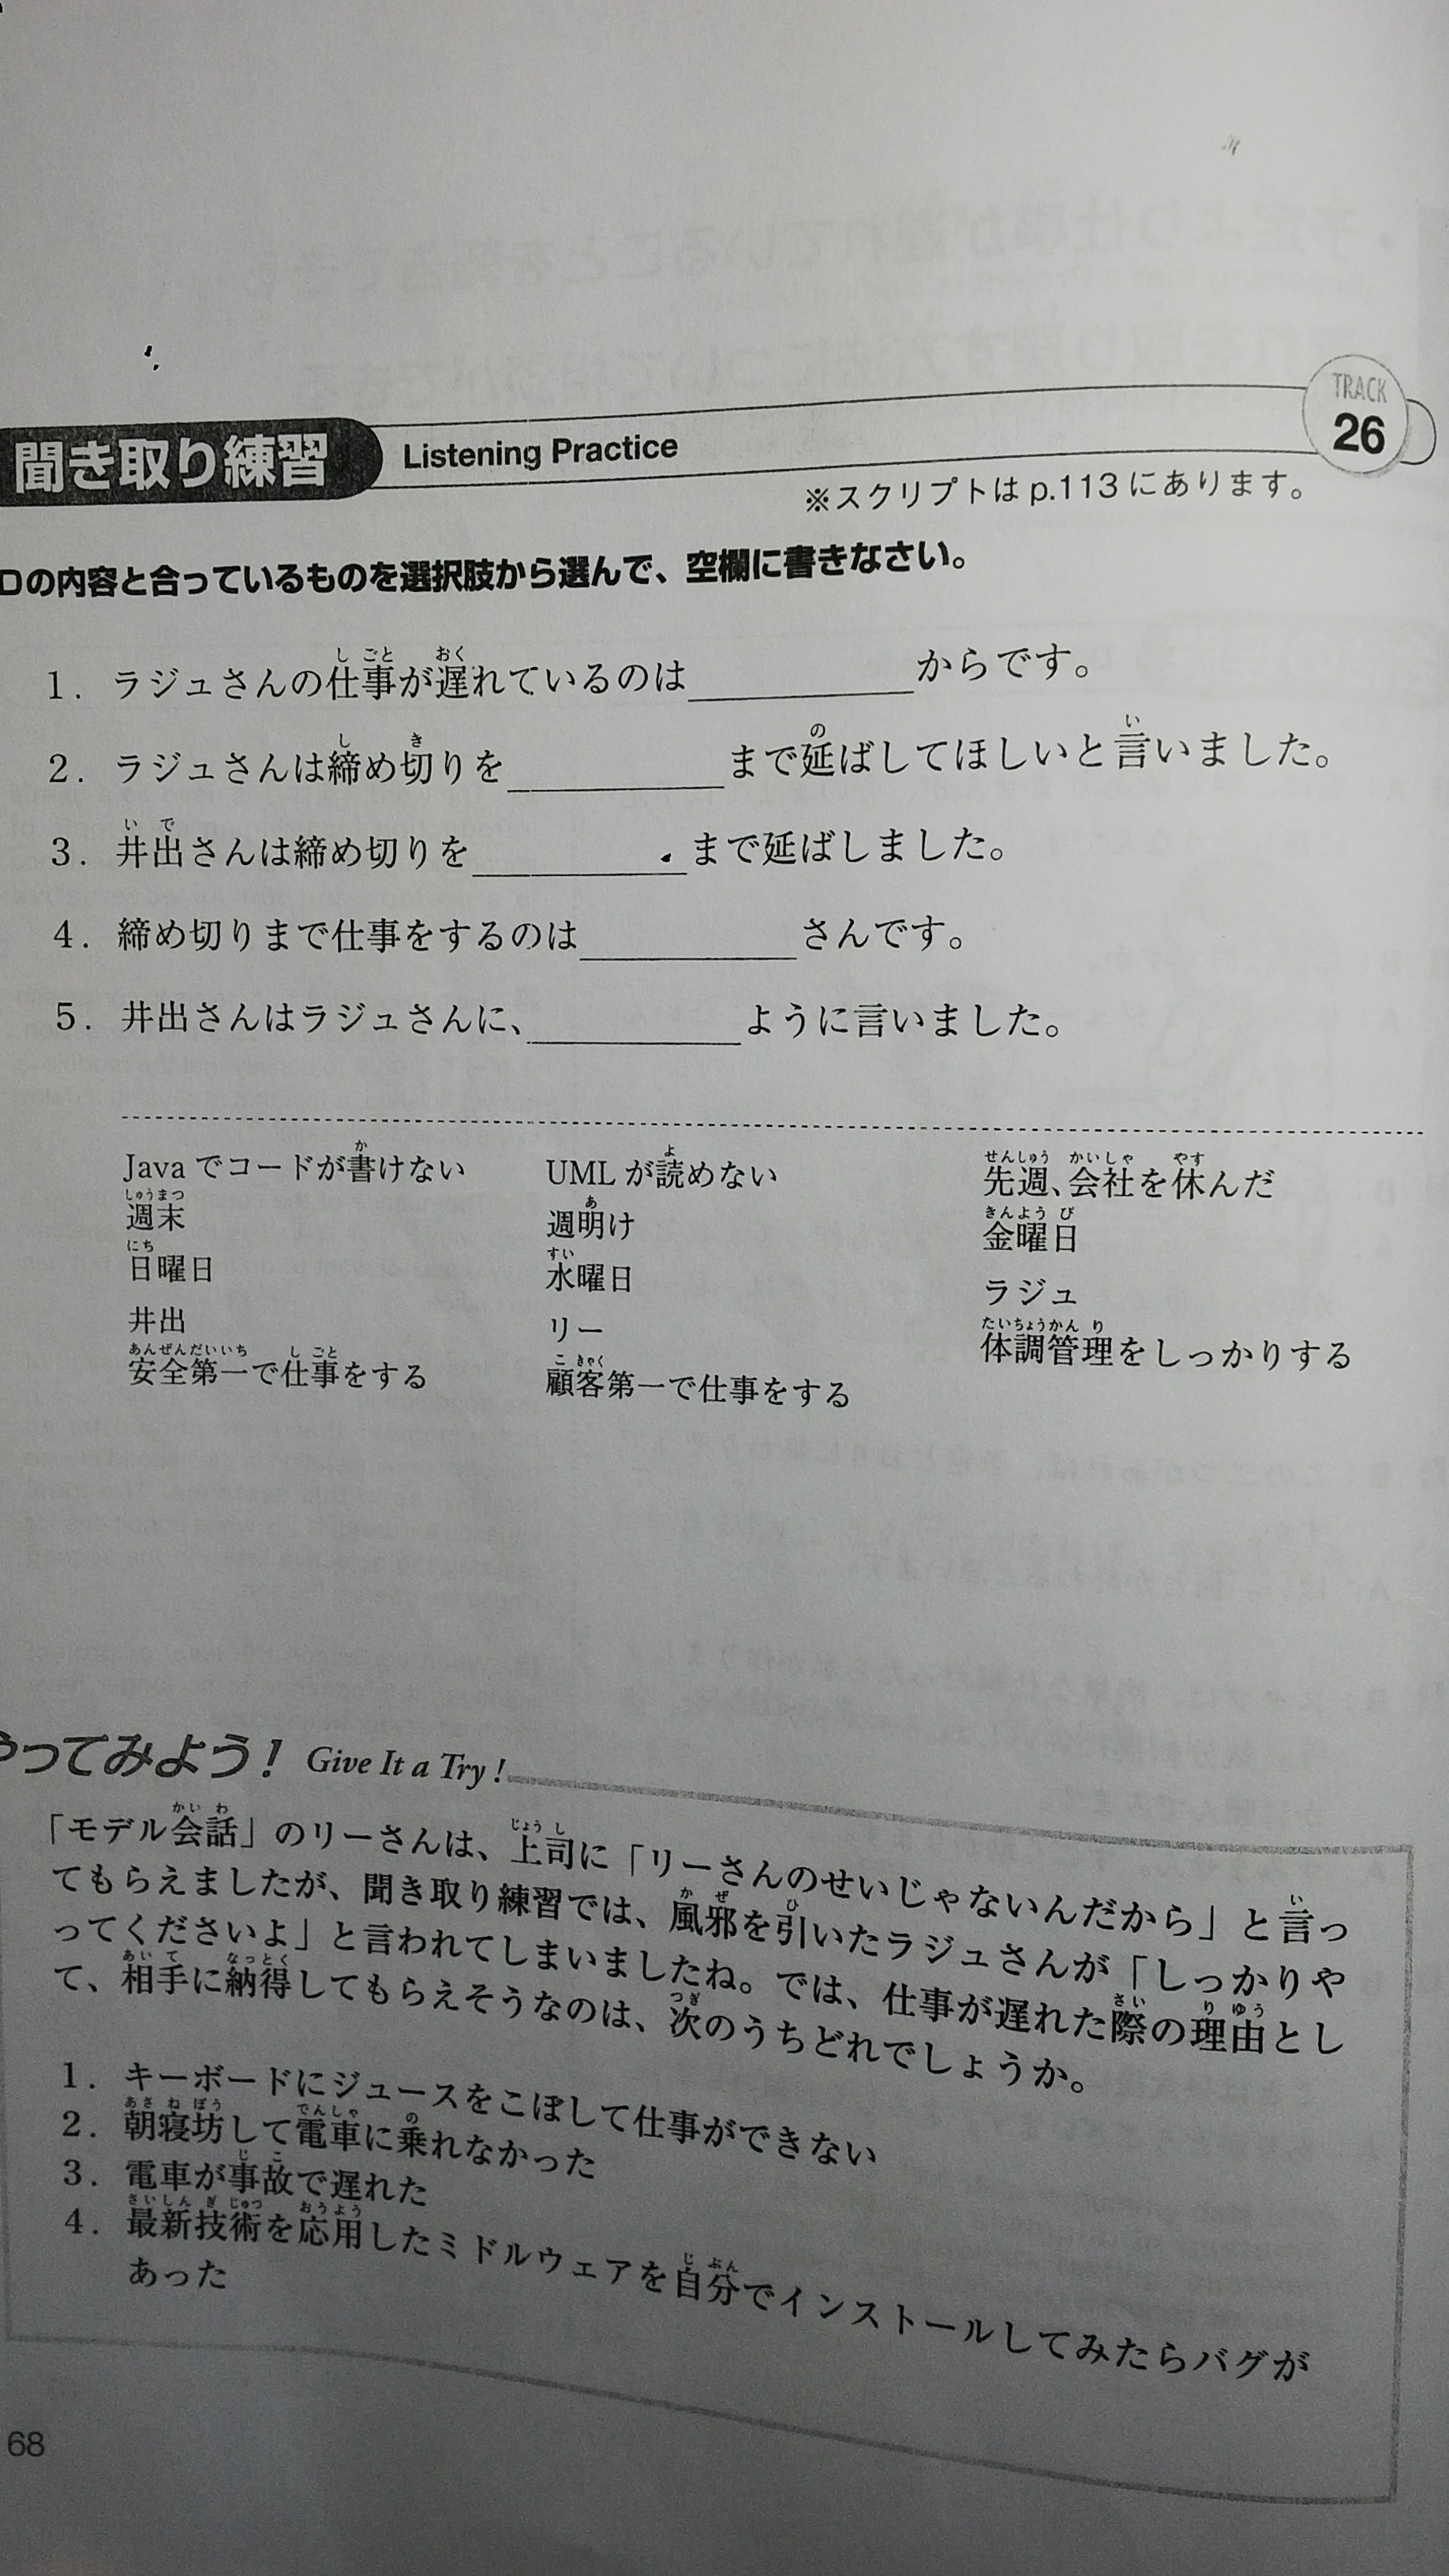 聞き取り練習 Listening Practice
TRACK
26
※スクリプトは p.113 にあります。
Dの内容と合っているものを選択肢から選んで、空欄に書きなさい。
1. ラジュさんの仕事が遅れているのは＿＿＿＿＿＿からです。
2. ラジュさんは締め切りを＿＿＿＿＿＿まで延ばしてほしいと言いました。
3. 井出さんは締め切りを＿＿＿＿＿＿まで延ばしました。
4. 締め切りまで仕事をするのは＿＿＿＿＿＿さんです。
5. 井出さんはラジュさんに、＿＿＿＿＿＿ように言いました。
Java でコードが書けない　UML が読めない　先週、会社を休んだ
週末　週明け　金曜日
日曜日　水曜日
井出　リー　ラジュ
安全第一で仕事をする　顧客第一で仕事をする　体調管理をしっかりする
ってみよう！ Give It a Try!
「モデル会話」のリーさんは、上司に「リーさんのせいじゃないんだから」と言っ
てもらえましたが、聞き取り練習では、風邪を引いたラジュさんが「しっかりや
ってくださいよ」と言われてしまいましたね。では、仕事が遅れた際の理由とし
て、相手に納得してもらえそうなのは、次のうちどれでしょうか。
1. キーボードにジュースをこぼして仕事ができない
2. 朝寝坊して電車に乗れなかった
3. 電車が事故で遅れた
4. 最新技術を応用したミドルウェアを自分でインストールしてみたらバグが
あった
68